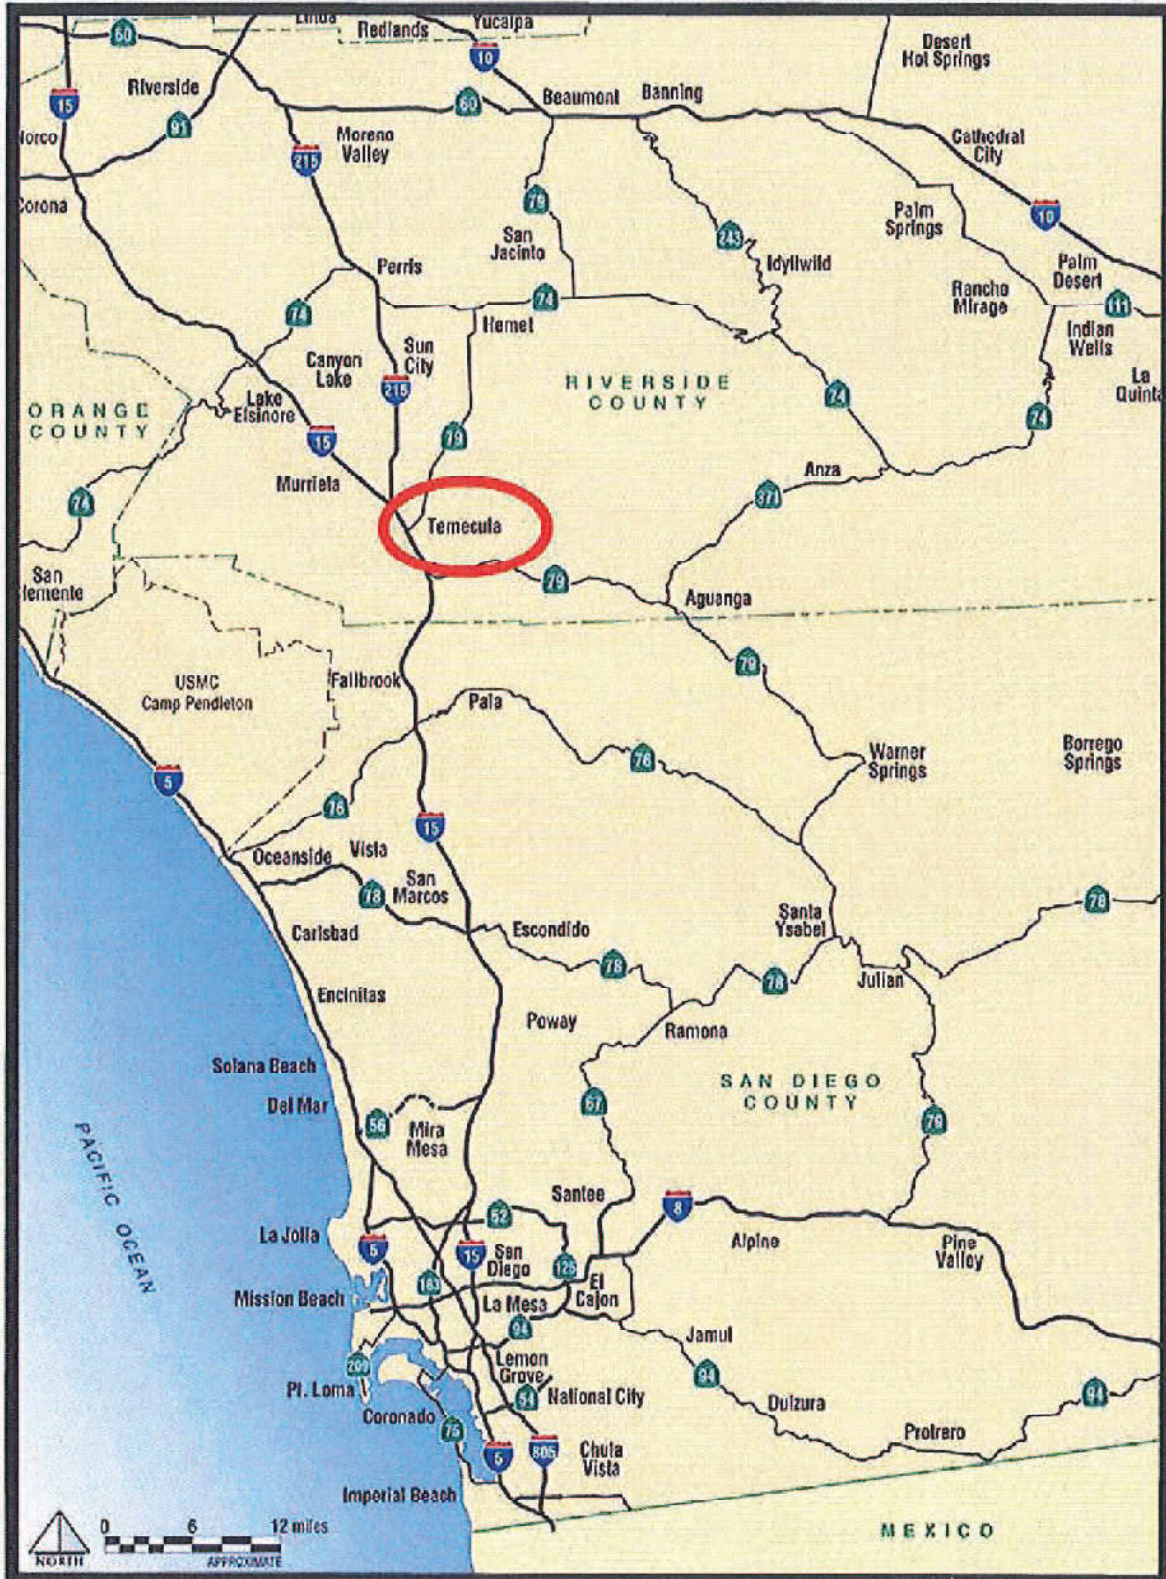 Redlands
Yucaipa
60
10
Desert
Hot Springs
Riverside
15
91
60
Beaumont
Banning
Moreno
Valley
215
Cathedral
City
79
Palm
Springs
10
San
Jacinto
243
Idyllwild
Perris
Palm
Desert
Rancho
Mirage
74
74
111
Hemet
Indian
Wells
Canyon
Lake
Sun
City
215
RIVERSIDE
COUNTY
La
ORANGE
COUNTY
Lake
Elsinore
74
74
15
79
Murrieta
Anza
371
74
Temecula
San
79
Aguanga
79
USMC
Camp Pendleton
Fallbrook
Pala
76
Warner
Springs
Borrego
Springs
5
76
15
Oceanside
Vista
San
Marcos
78
Santa
Ysabel
78
Carlsbad
Escondido
78
78
Julian
Encinitas
Poway
Ramona
Solana Beach
SAN DIEGO
COUNTY
Del Mar
56
Mira
Mesa
67
79
PACIFIC OCEAN
Santee
8
La Jolla
52
Alpine
Pine
Valley
5
15
San
Diego
125
163
El
Cajon
Mission Beach
La Mesa
94
Jamul
209
Lemon
Grove
94
94
Pt. Loma
54
National City
Dulzura
Coronado
75
Protrero
5
805
Chula
Vista
Imperial Beach
MEXICO
NORTH
0 6 12 miles
APPROXIMATE